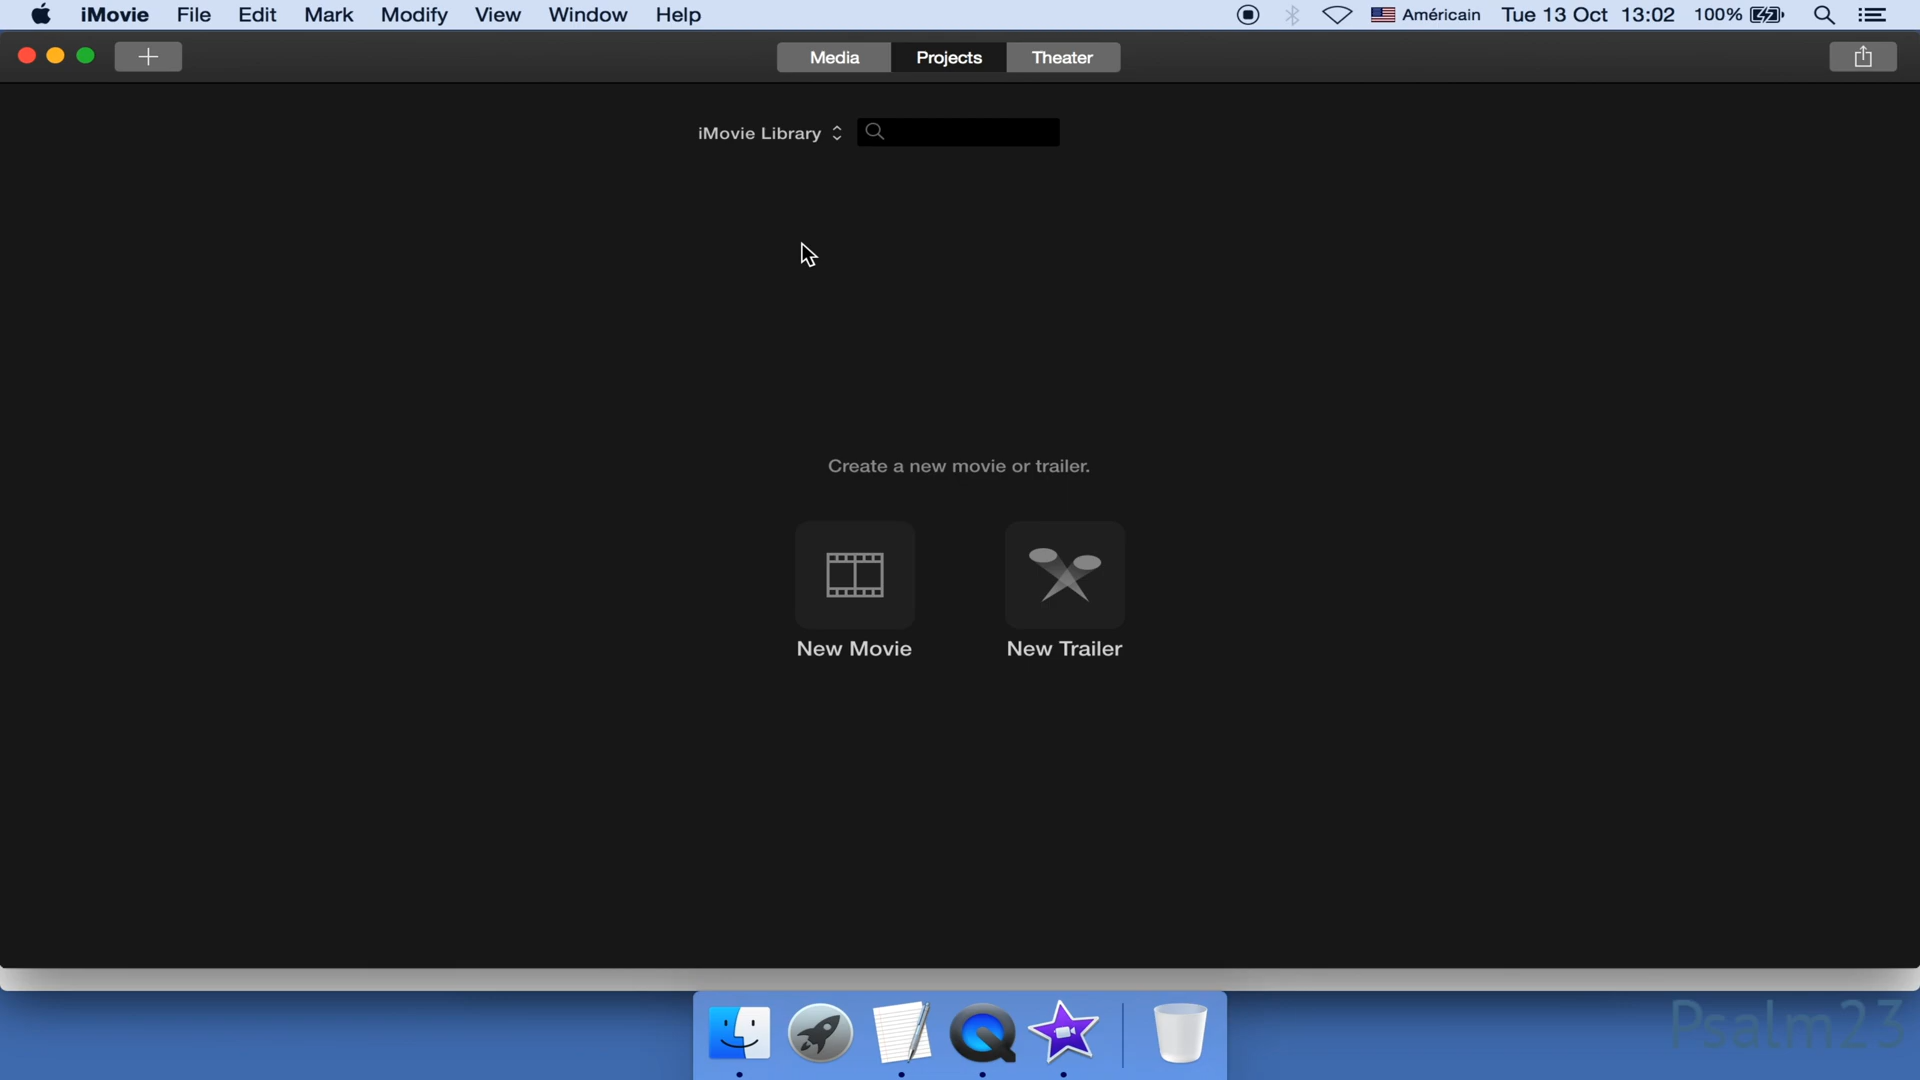 iMovie File Edit Mark Modify View Window Help Américain Tue 13 Oct 13:02 100%
Media Projects Theater
iMovie Library
Create a new movie or trailer.
New Movie New Trailer
Psalm23